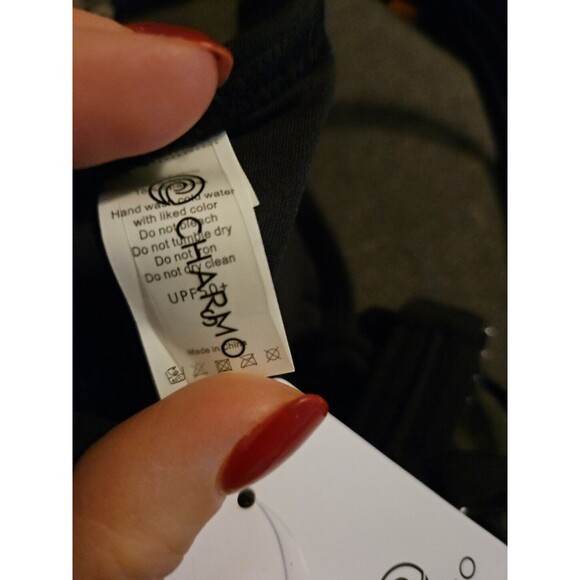 Hand wash cold water
with liked color
Do not bleach
Do not tumble dry
Do not iron
Do not dry clean
UPF50+
Made in China
CHARMO